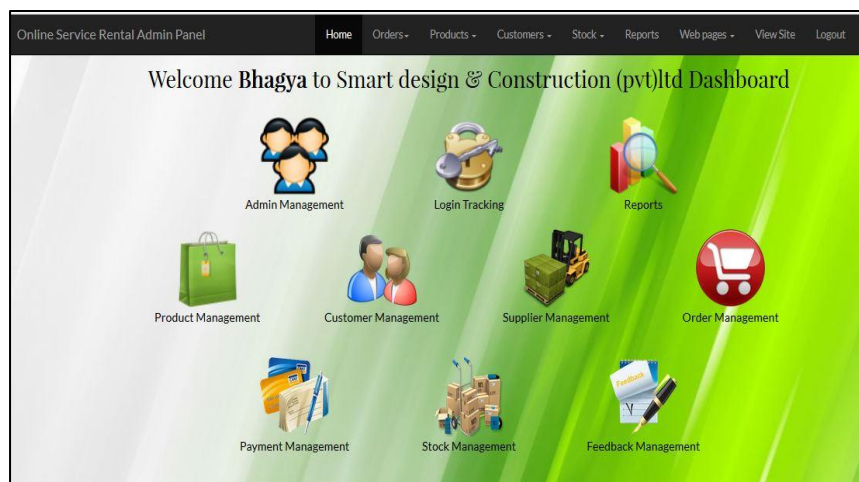 Online Service Rental Admin Panel Home Orders Products Customers Stock Reports Web pages View Site Logout
Welcome Bhagya to Smart design & Construction (pvt)ltd Dashboard
Admin Management Login Tracking Reports
Product Management Customer Management Supplier Management Order Management
Feedback
Payment Management Stock Management Feedback Management